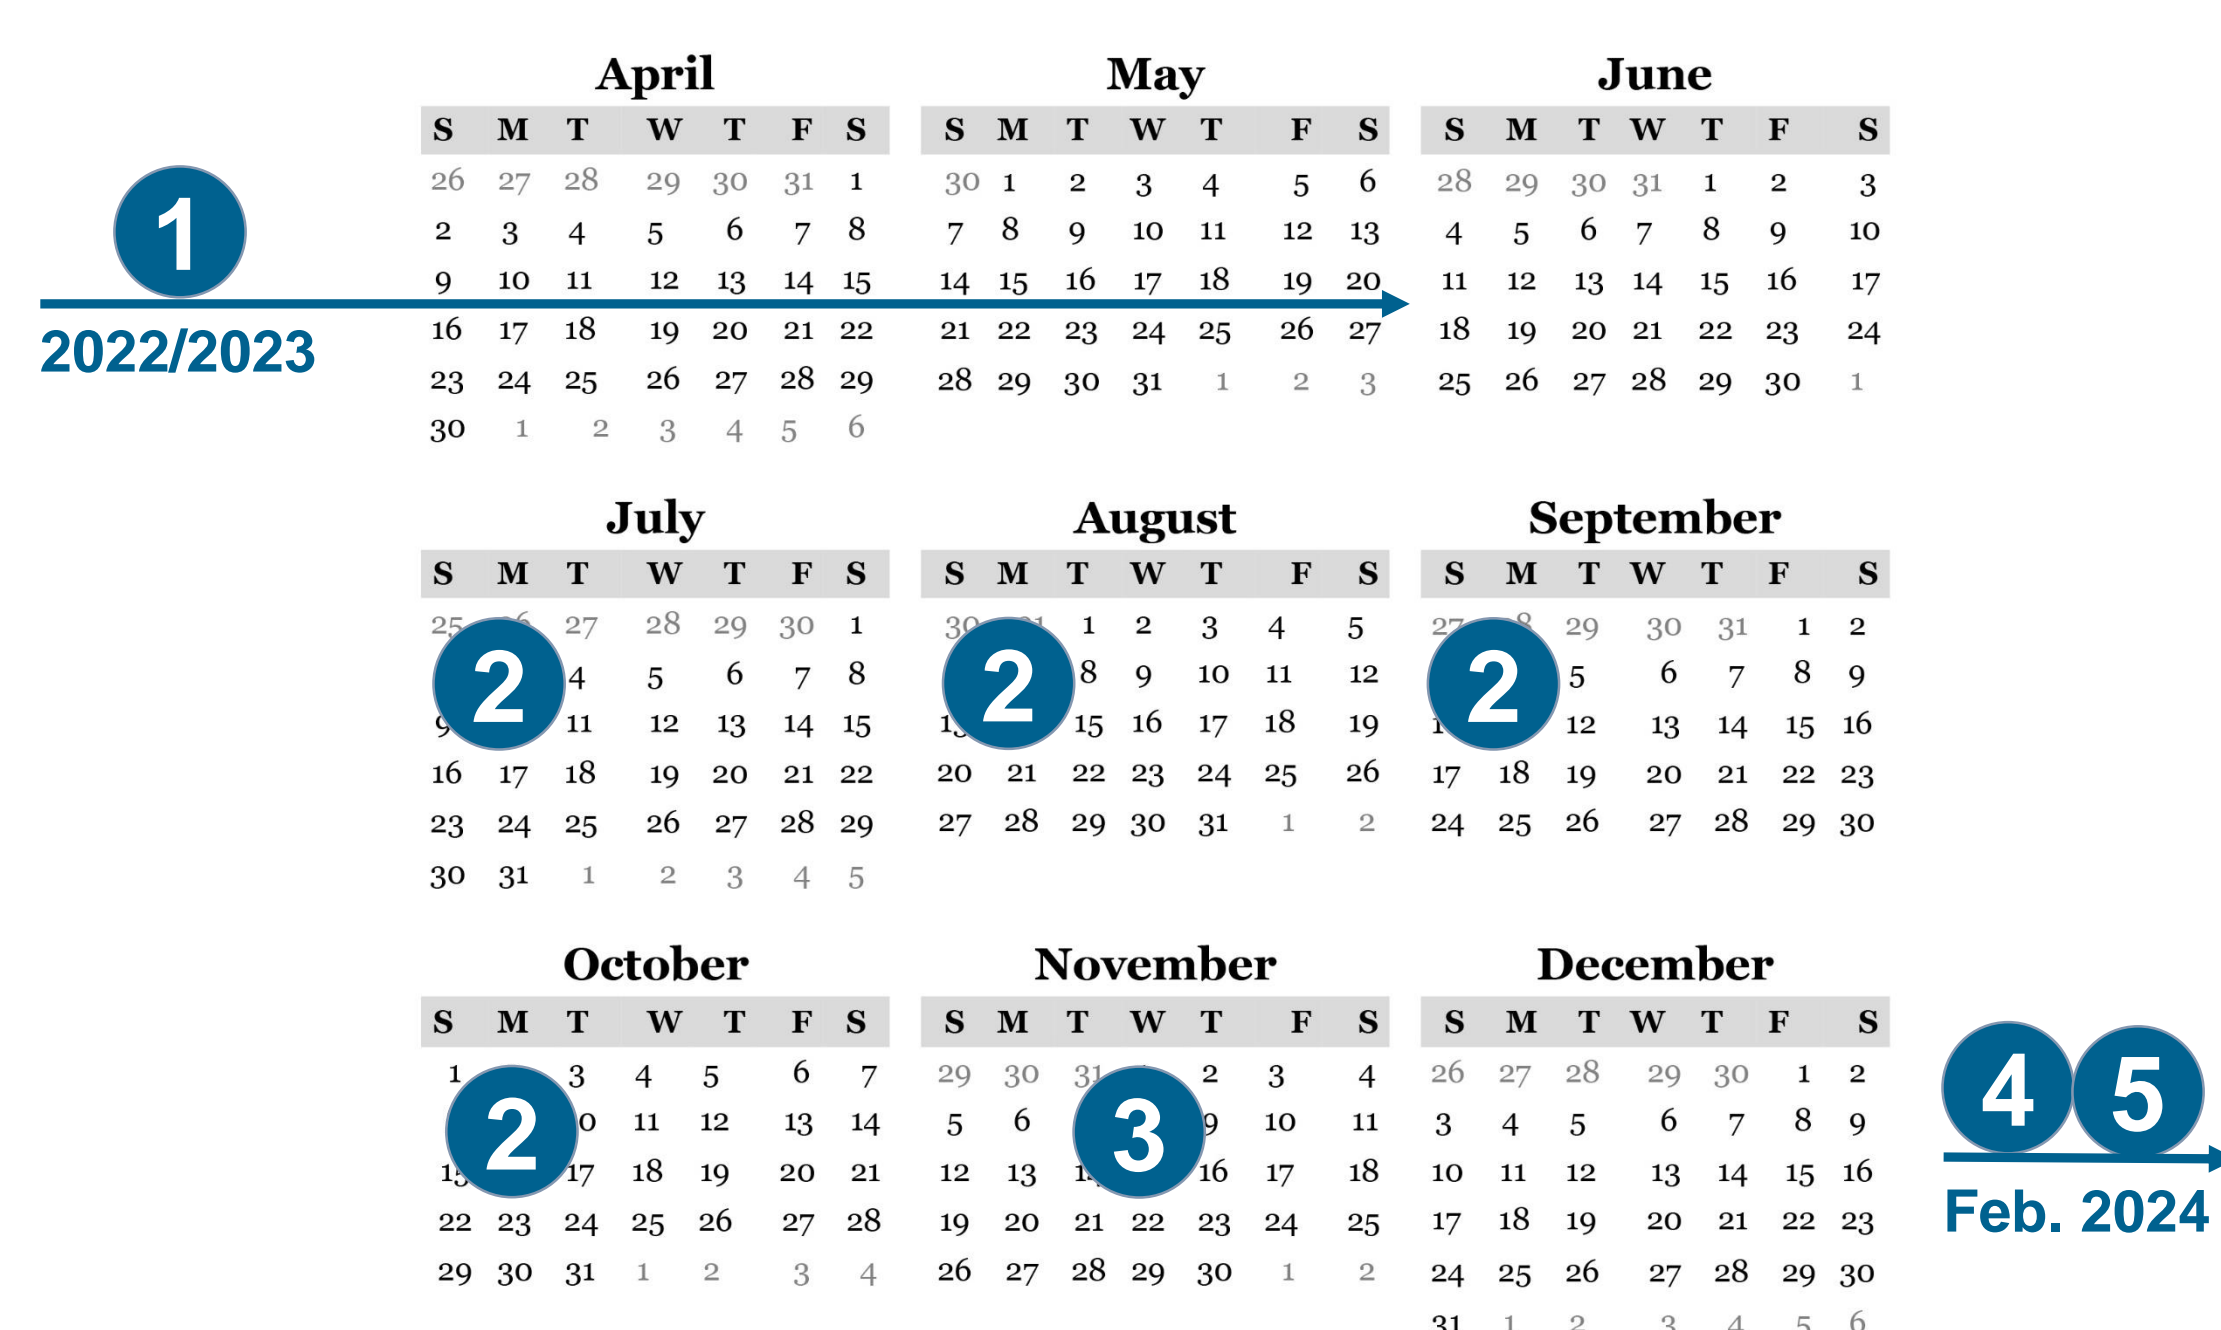 April May June
S M T W T F S S M T W T F S S M T W T F S
26 27 28 29 30 31 1 30 1 2 3 4 5 6 28 29 30 31 1 2 3
1 2 3 4 5 6 7 8 7 8 9 10 11 12 13 4 5 6 7 8 9 10
9 10 11 12 13 14 15 14 15 16 17 18 19 20 11 12 13 14 15 16 17
2022/2023 16 17 18 19 20 21 22 21 22 23 24 25 26 27 18 19 20 21 22 23 24
23 24 25 26 27 28 29 28 29 30 31 1 2 3 25 26 27 28 29 30 1
30 1 2 3 4 5 6
July August September
S M T W T F S S M T W T F S S M T W T F S
25 27 28 29 30 1 1 2 3 4 5 27 29 30 31 1 2
2 4 5 6 7 8 2 8 9 10 11 12 2 5 6 7 8 9
11 12 13 14 15 15 16 17 18 19 12 13 14 15 16
16 17 18 19 20 21 22 20 21 22 23 24 25 26 17 18 19 20 21 22 23
23 24 25 26 27 28 29 27 28 29 30 31 1 2 24 25 26 27 28 29 30
30 31 1 2 3 4 5
October November December
S M T W T F S S M T W T F S S M T W T F S
1 3 4 5 6 7 29 30 31 2 3 4 26 27 28 29 30 1 2
2 11 12 13 14 5 6 3 9 10 11 3 4 5 6 7 8 9 4 5
15 17 18 19 20 21 12 13 16 17 18 10 11 12 13 14 15 16
22 23 24 25 26 27 28 19 20 21 22 23 24 25 17 18 19 20 21 22 23 Feb. 2024
29 30 31 1 2 3 4 26 27 28 29 30 1 2 24 25 26 27 28 29 30
31 1 2 3 4 5 6